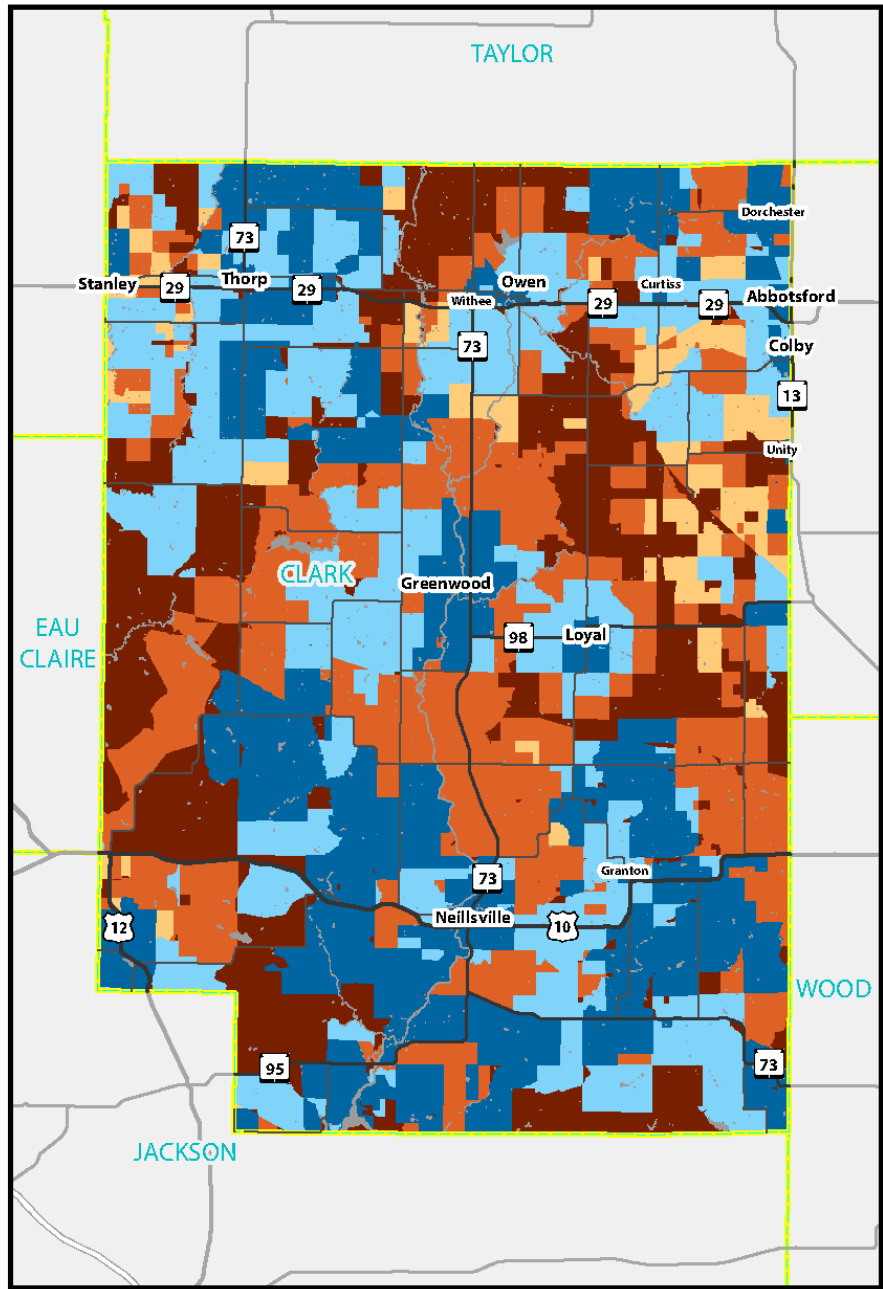 TAYLOR
Dorchester
73
Stanley
29
Thorp
29
Owen
Withee
Curtiss
29
29
Abbotsford
73
Colby
13
Unity
CLARK
Greenwood
EAU
CLAIRE
98
Loyal
73
Granton
Neillsville
12
10
WOOD
95
73
JACKSON